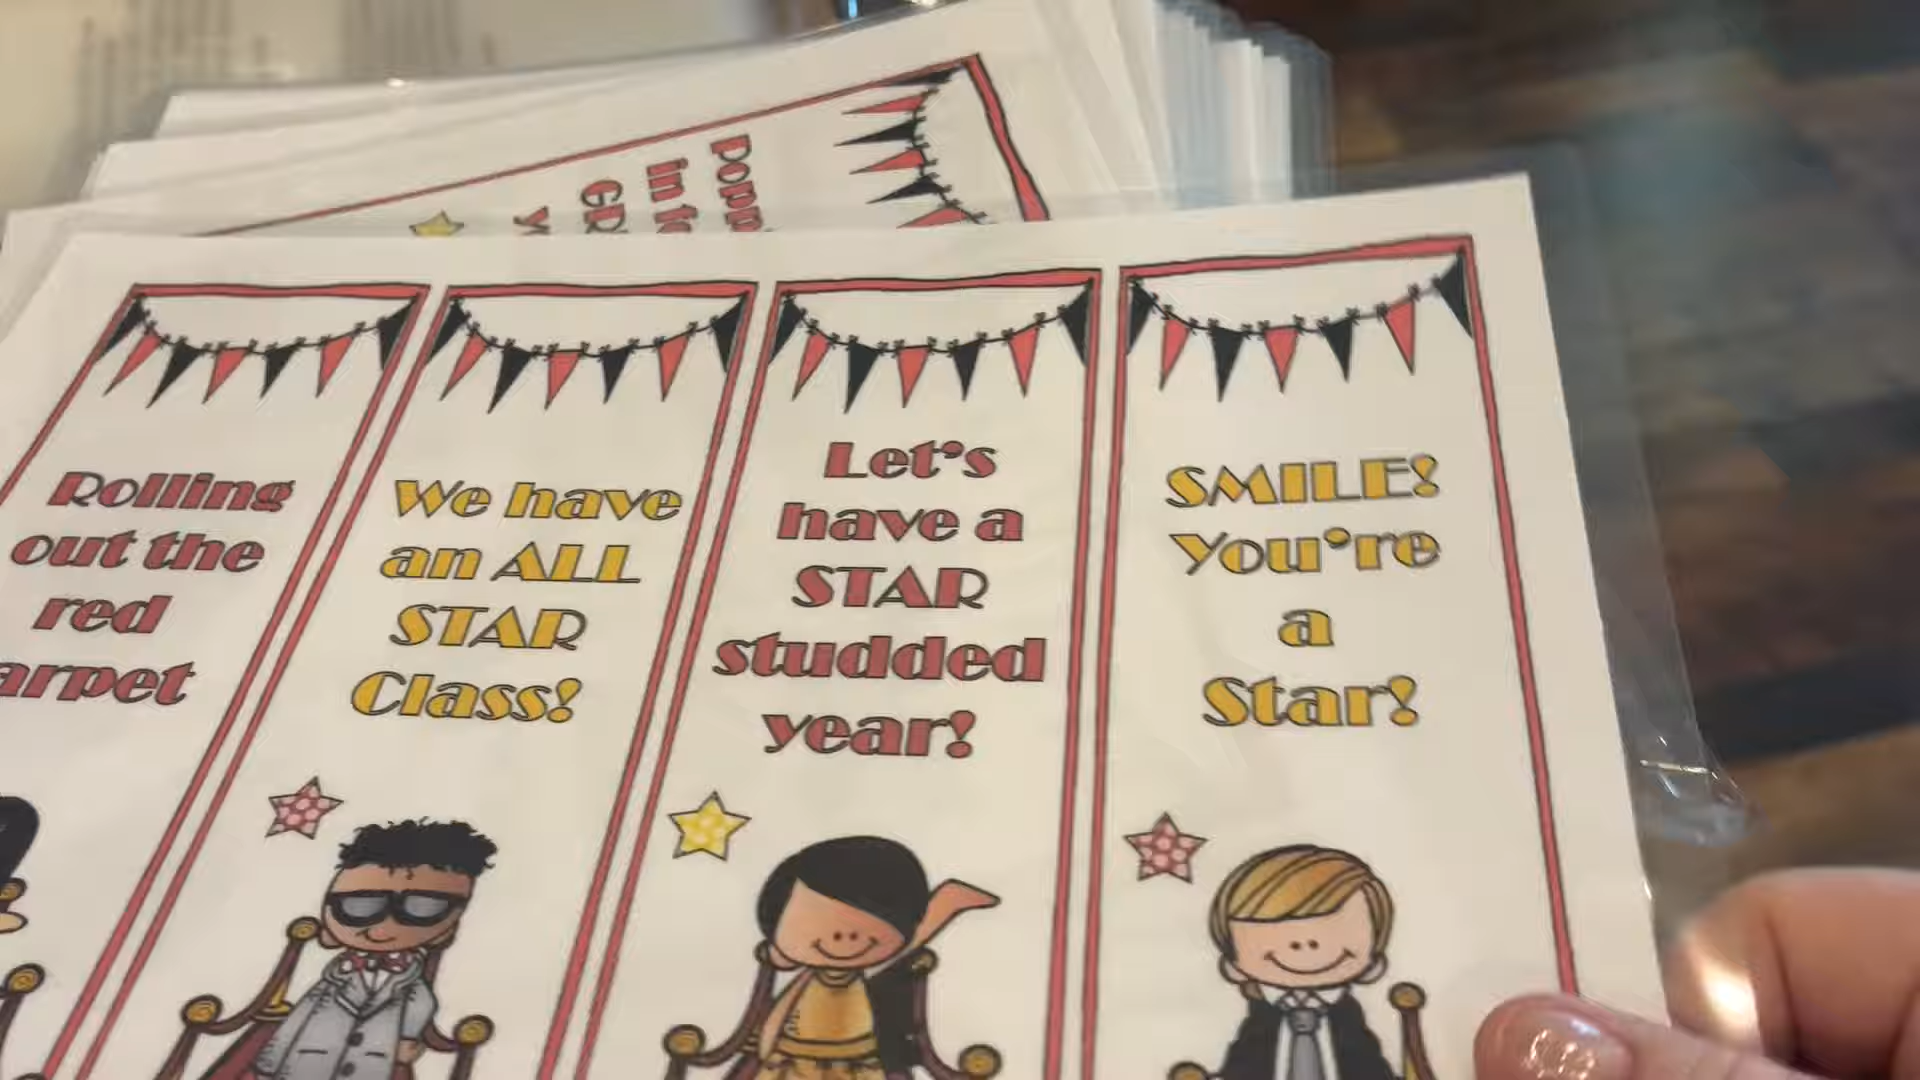 Rolling
out the
red
arpet
We have
an ALL
STAR
Class!
Let's
have a
STAR
studded
year!
SMILE!
You're
a
Star!